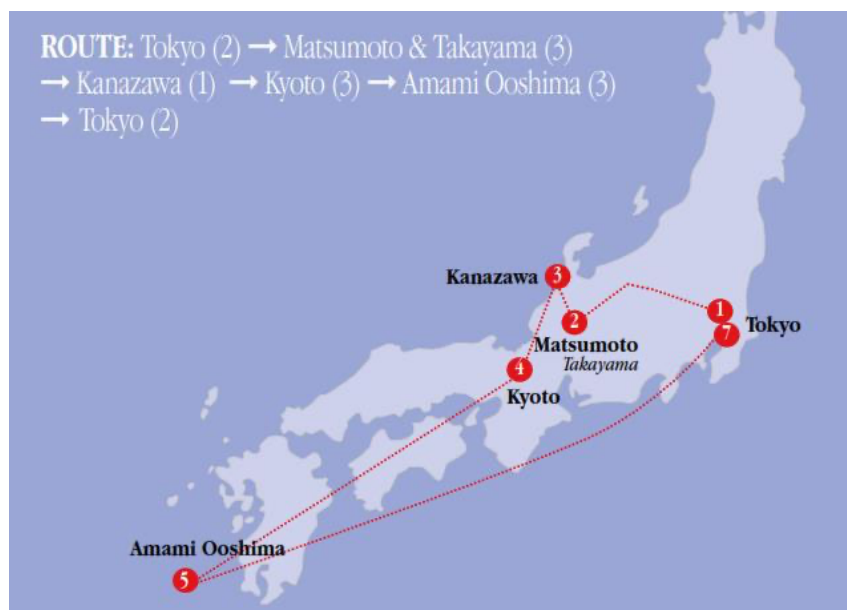 ROUTE: Tokyo (2) → Matsumoto & Takayama (3)
→ Kanazawa (1) → Kyoto (3) → Amami Ooshima (3)
→ Tokyo (2)
Kanazawa
3
1
2
Tokyo
7
Matsumoto
Takayama
4
Kyoto
Amami Ooshima
5